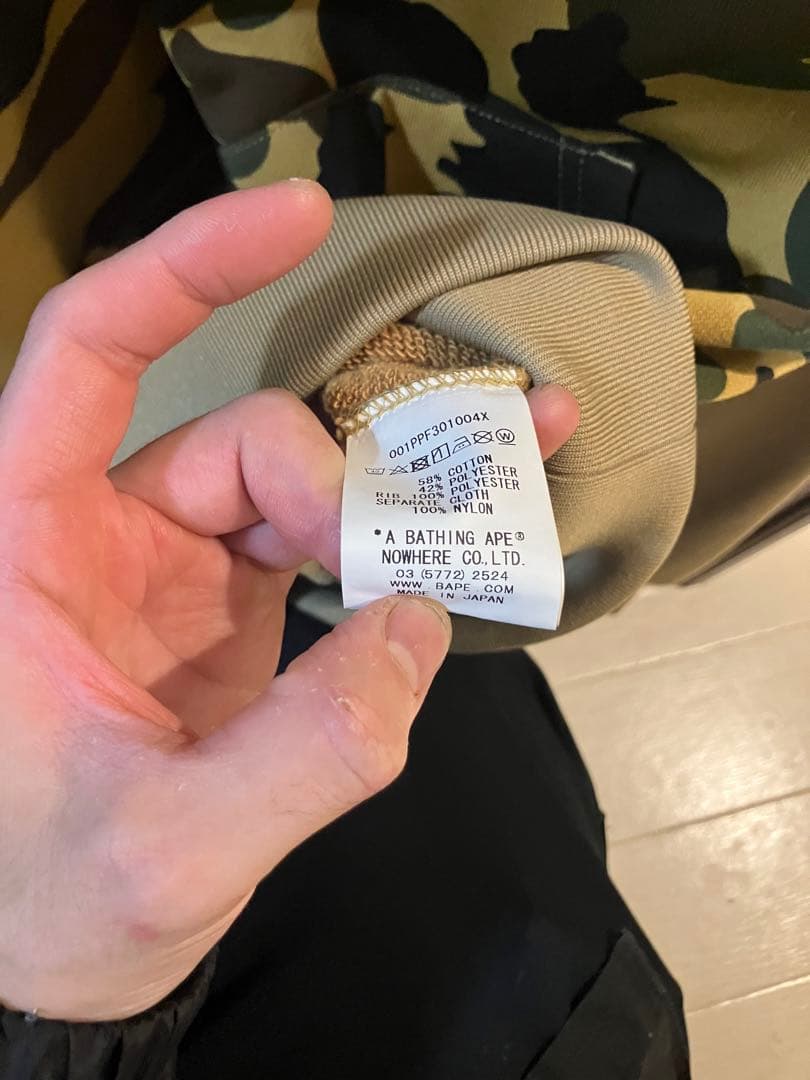 001PPF301004X
W
58% COTTON
42% POLYESTER
RIB 100% POLYESTER
SEPARATE CLOTH
100% NYLON
*A BATHING APE®
NOWHERE CO.,LTD.
03 (5772) 2524
WWW.BAPE.COM
MADE IN JAPAN